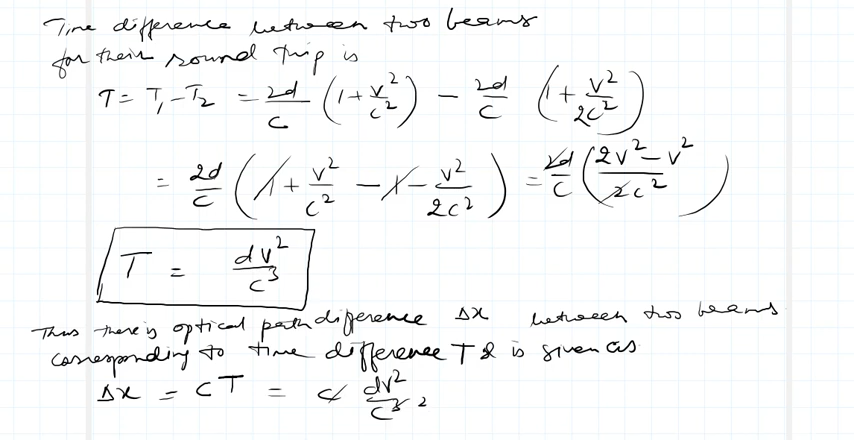 Time difference between two beams
for their round trip is
T = T₁ - T₂ = 2d/c (1 + v²/c²) - 2d/c (1 + v²/2c²)
= 2d/c (1 + v²/c² - 1 - v²/2c²) = 2d/c (2v² - v²/2c²)
T = dv²/c³
Thus there is optical path difference Δx between two beams
corresponding to time difference T & is given as
Δx = cT = c dv²/c³ ²